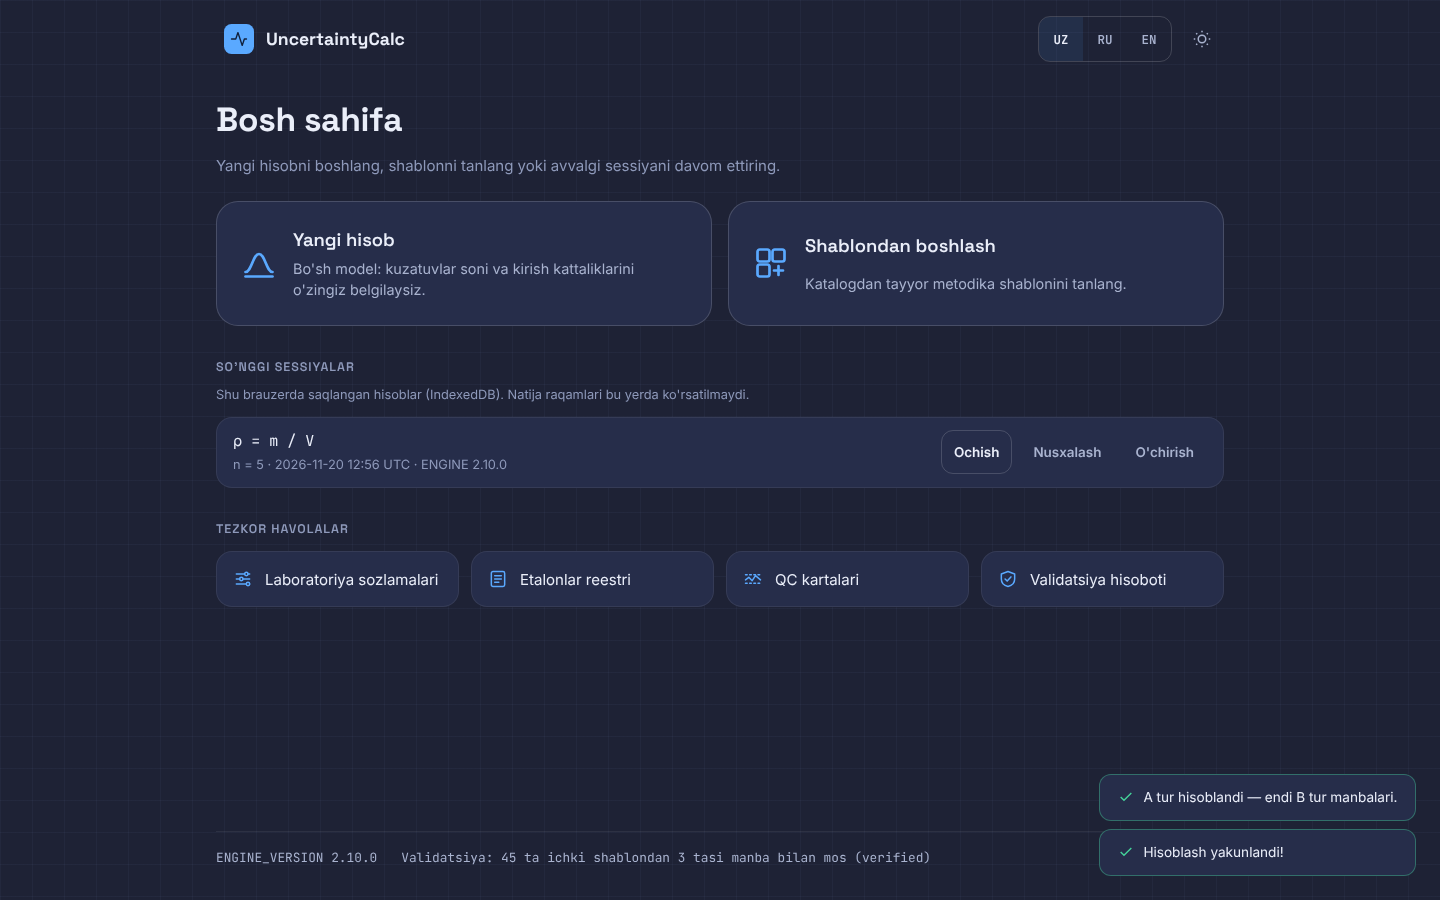 UncertaintyCalc
UZ RU EN
Bosh sahifa
Yangi hisobni boshlang, shablonni tanlang yoki avvalgi sessiyani davom ettiring.
Yangi hisob
Bo'sh model: kuzatuvlar soni va kirish kattaliklarini
o'zingiz belgilaysiz.
Shablondan boshlash
Katalogdan tayyor metodika shablonini tanlang.
SO'NGGI SESSIYALAR
Shu brauzerda saqlangan hisoblar (IndexedDB). Natija raqamlari bu yerda ko'rsatilmaydi.
ρ = m / V
n = 5 · 2026-11-20 12:56 UTC · ENGINE 2.10.0
Ochish Nusxalash O'chirish
TEZKOR HAVOLALAR
Laboratoriya sozlamalari
Etalonlar reestri
QC kartalari
Validatsiya hisoboti
A tur hisoblandi — endi B tur manbalari.
Hisoblash yakunlandi!
ENGINE_VERSION 2.10.0 Validatsiya: 45 ta ichki shablondan 3 tasi manba bilan mos (verified)